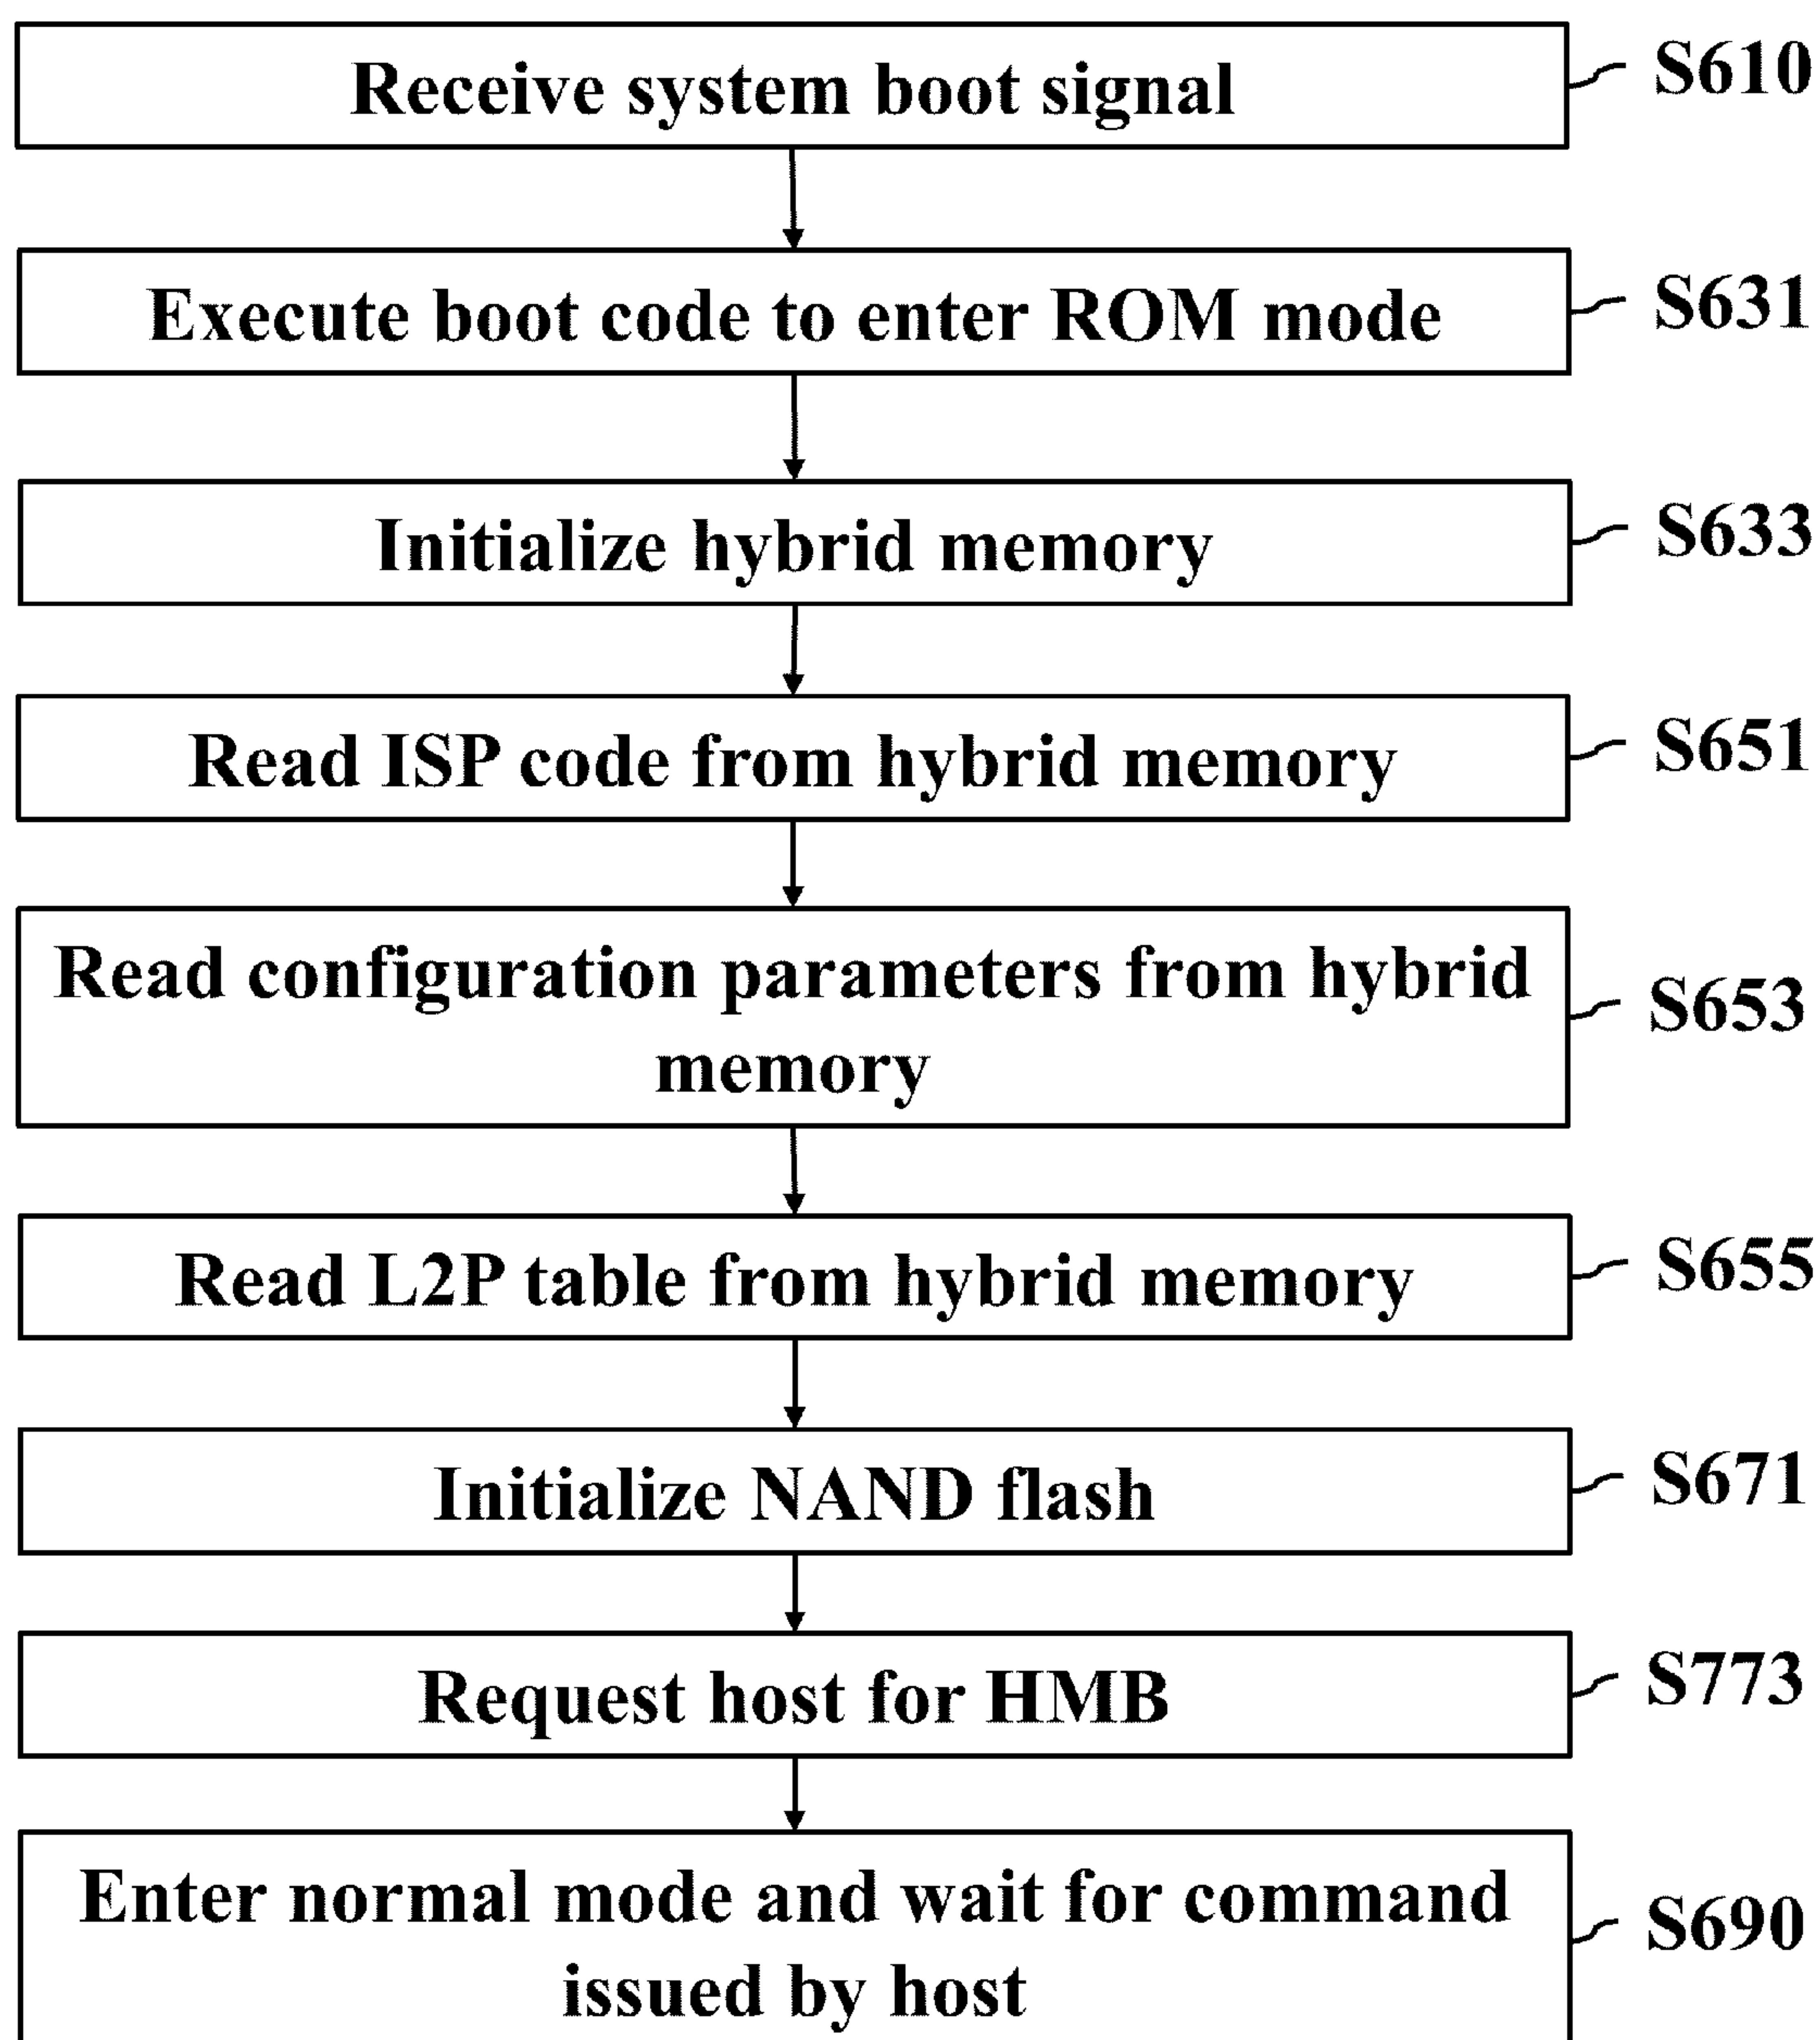 Receive system boot signal
S610
Execute boot code to enter ROM mode
S631
Initialize hybrid memory
S633
Read ISP code from hybrid memory
S651
Read configuration parameters from hybrid
memory
S653
Read L2P table from hybrid memory
S655
Initialize NAND flash
S671
Request host for HMB
S773
Enter normal mode and wait for command
issued by host
S690